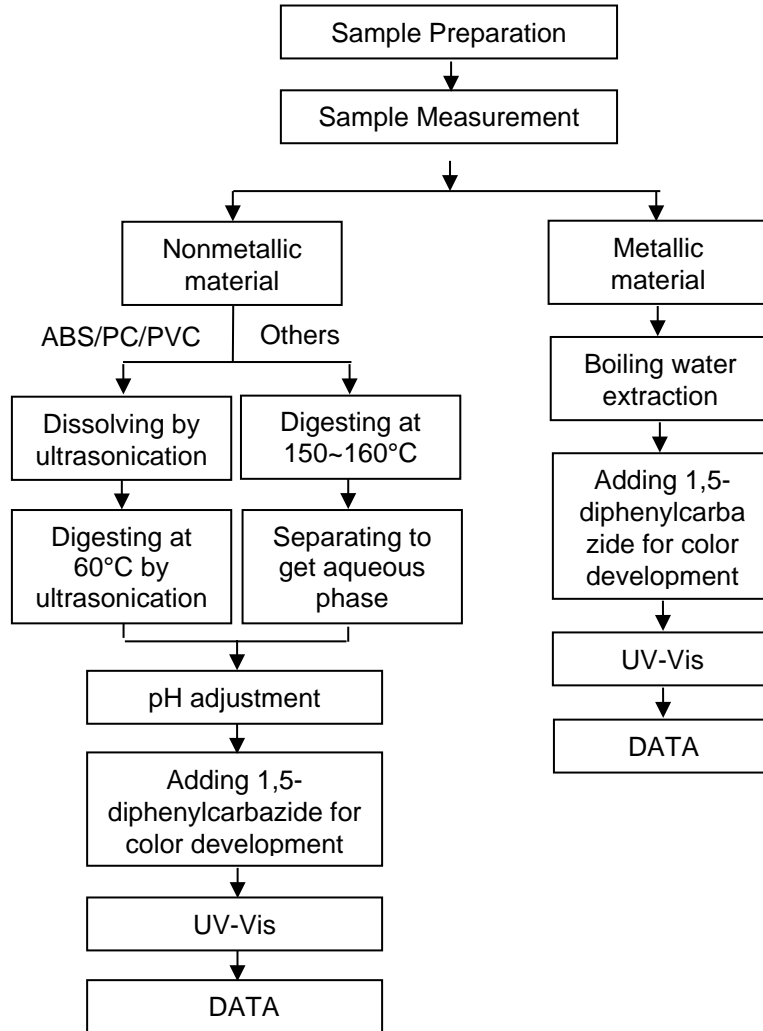 Sample Preparation
Sample Measurement
Nonmetallic
material
ABS/PC/PVC
Others
Dissolving by
ultrasonication
Digesting at
150~160°C
Digesting at
60°C by
ultrasonication
Separating to
get aqueous
phase
pH adjustment
Adding 1,5-
diphenylcarbazide for
color development
UV-Vis
DATA
Metallic
material
Boiling water
extraction
Adding 1,5-
diphenylcarba
zide for color
development
UV-Vis
DATA